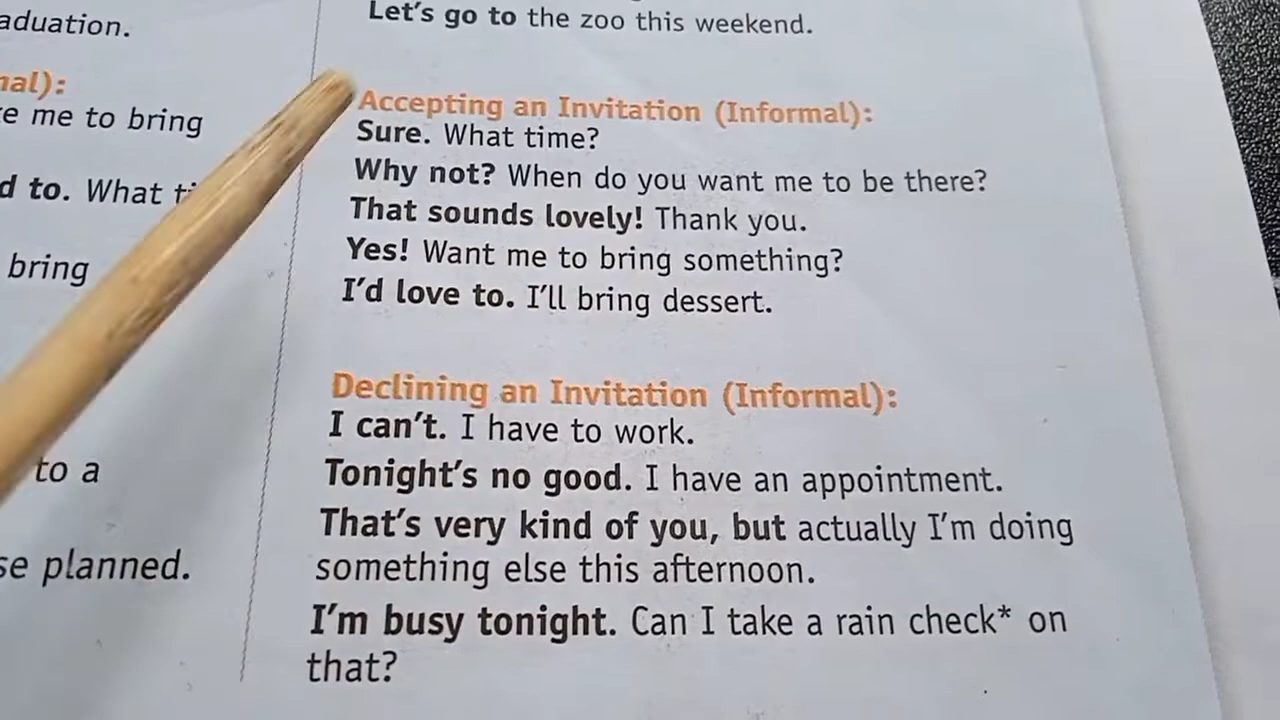 aduation.
nal):
e me to bring
d to. What
bring
to a
se planned.
Let's go to the zoo this weekend.
Accepting an Invitation (Informal):
Sure. What time?
Why not? When do you want me to be there?
That sounds lovely! Thank you.
Yes! Want me to bring something?
I'd love to. I'll bring dessert.
Declining an Invitation (Informal):
I can't. I have to work.
Tonight's no good. I have an appointment.
That's very kind of you, but actually I'm doing
something else this afternoon.
I'm busy tonight. Can I take a rain check* on
that?